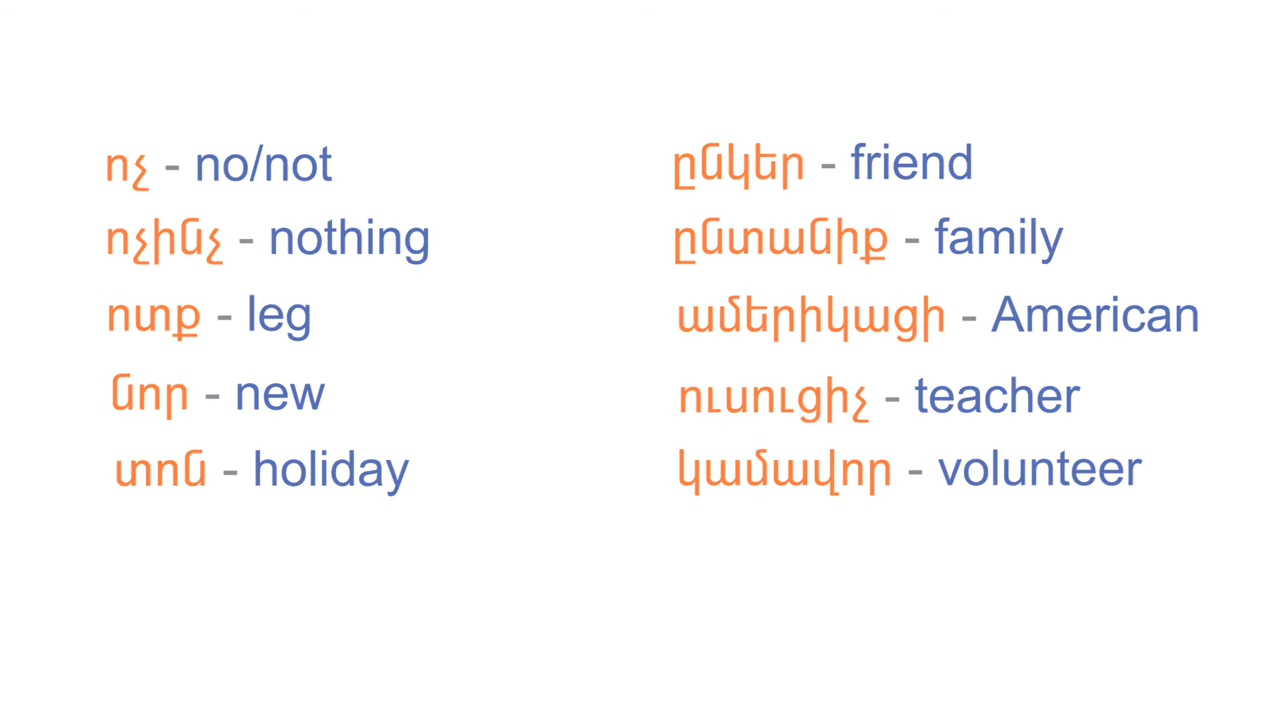 ոչ - no/not
ոչինչ - nothing
ոտք - leg
նոր - new
տոն - holiday
ընկեր - friend
ընտանիք - family
ամերիկացի - American
ուսուցիչ - teacher
կամավոր - volunteer